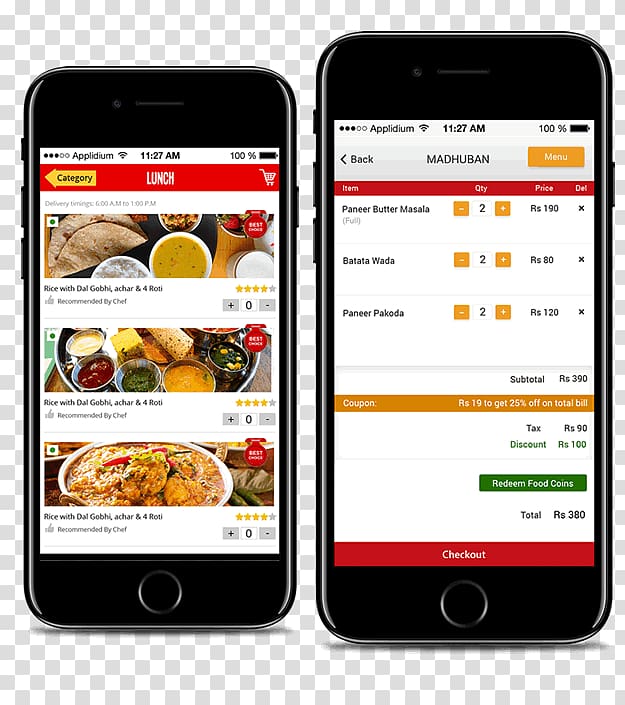 ●●●○○ Applidium 11:27 AM 100 %
Category LUNCH
Delivery timings: 6:00 A.M to 1:00 P.M
BEST CHOICE
Rice with Dal Gobhi, achar & 4 Roti
Recommended By Chef + 0 -
BEST CHOICE
Rice with Dal Gobhi, achar & 4 Roti
Recommended By Chef + 0 -
BEST CHOICE
Rice with Dal Gobhi, achar & 4 Roti
Recommended By Chef + 0 -
●●●○○ Applidium 11:27 AM 100 %
Back MADHUBAN Menu
Item Qty Price Del
Paneer Butter Masala - 2 + Rs 190 ×
(Full)
Batata Wada - 2 + Rs 80 ×
Paneer Pakoda - 2 + Rs 120 ×
Subtotal Rs 390
Coupon: Rs 19 to get 25% off on total bill
Tax Rs 90
Discount Rs 100
Redeem Food Coins
Total Rs 380
Checkout